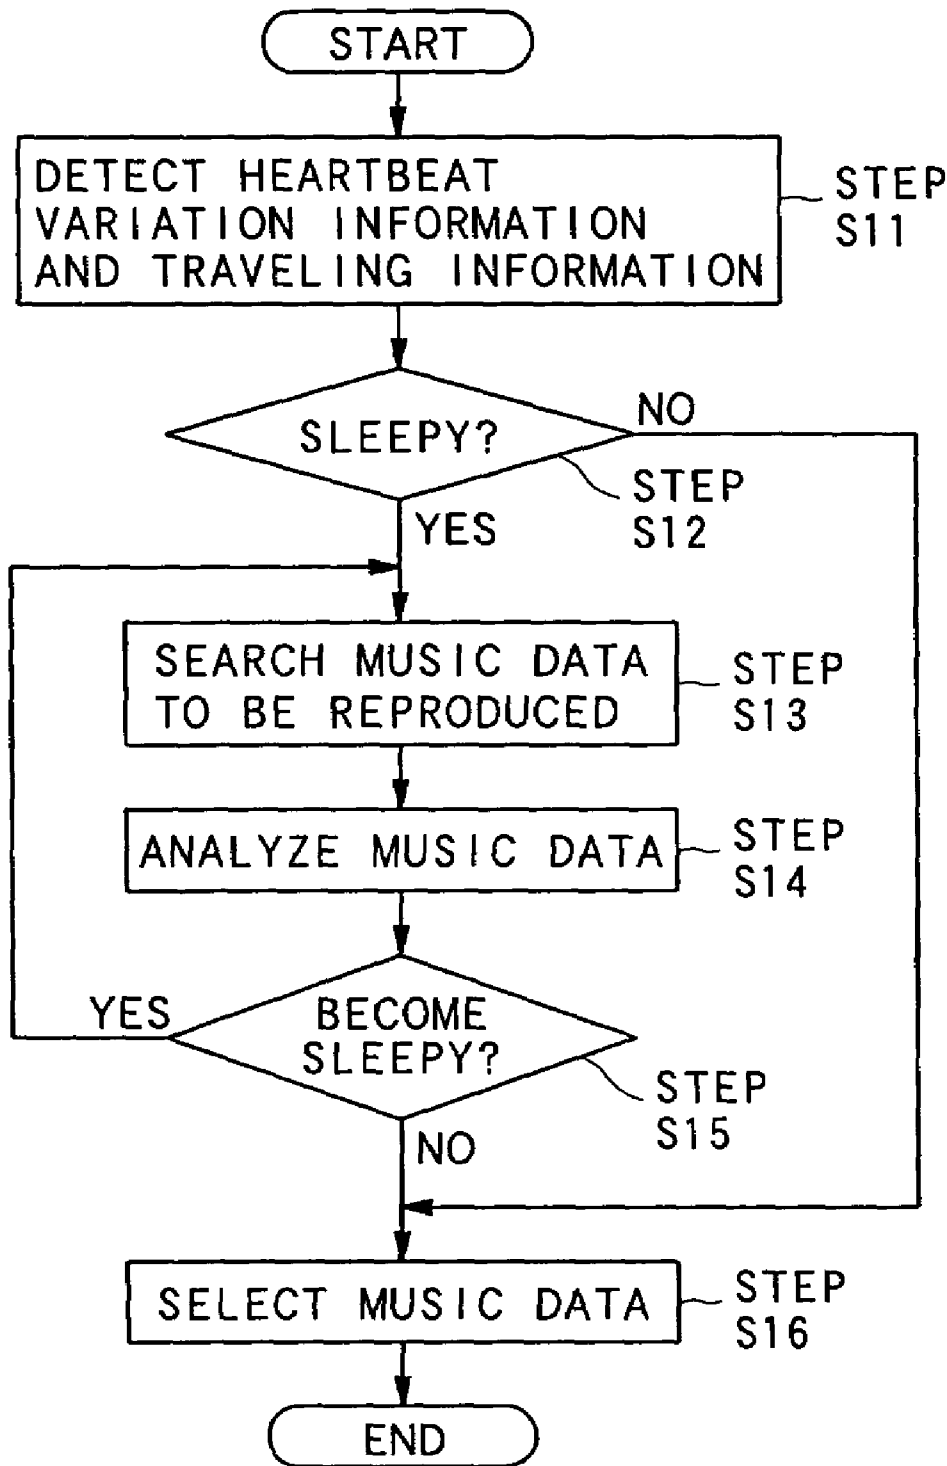 START
DETECT HEARTBEAT
VARIATION INFORMATION
AND TRAVELING INFORMATION
STEP
S11
SLEEPY?
NO
STEP
S12
YES
SEARCH MUSIC DATA
TO BE REPRODUCED
STEP
S13
ANALYZE MUSIC DATA
STEP
S14
BECOME
SLEEPY?
YES
STEP
S15
NO
SELECT MUSIC DATA
STEP
S16
END